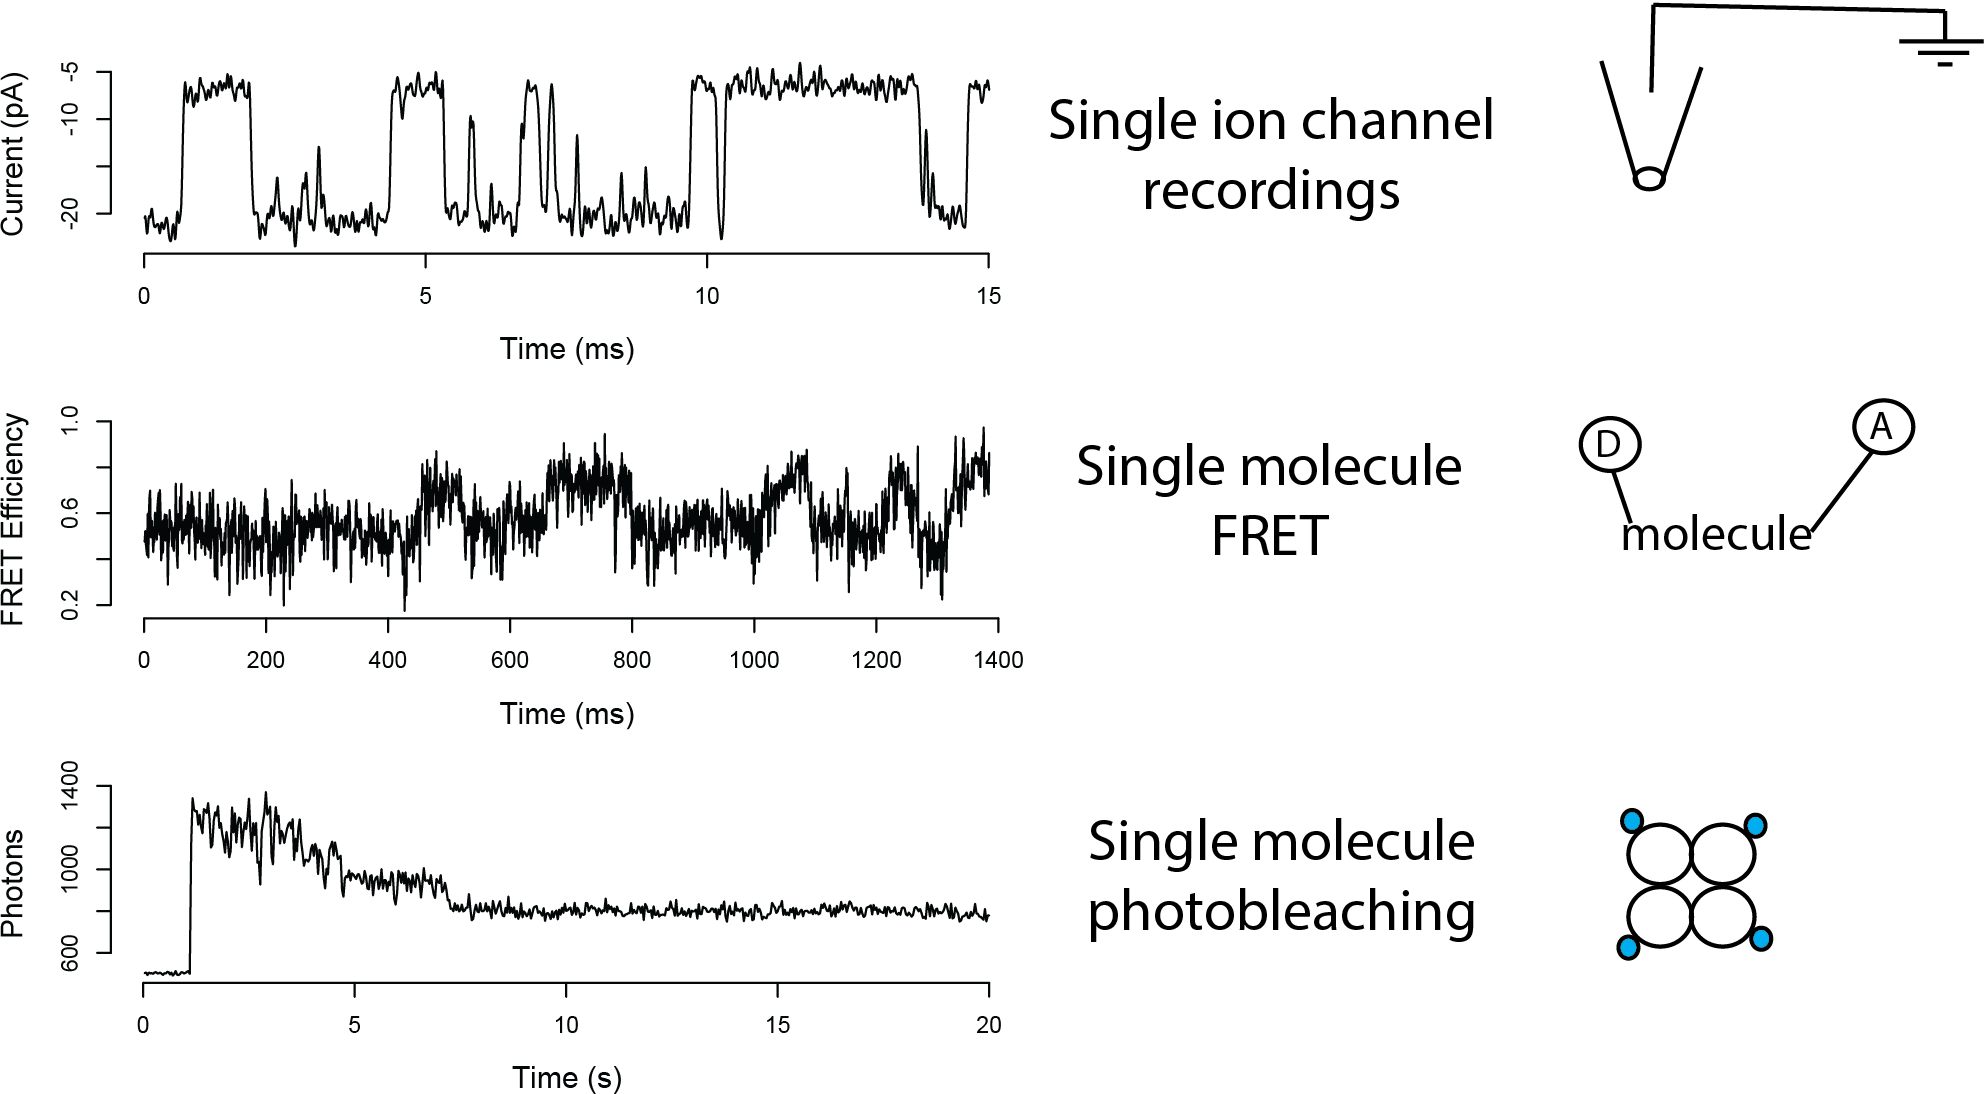 Current (pA)
-5
-10
-20
0 5 10 15
Time (ms)
Single ion channel
recordings
FRET Efficiency
1.0
0.6
0.2
0 200 400 600 800 1000 1200 1400
Time (ms)
Single molecule
FRET
D
A
molecule
Photons
1400
1000
600
0 5 10 15 20
Time (s)
Single molecule
photobleaching